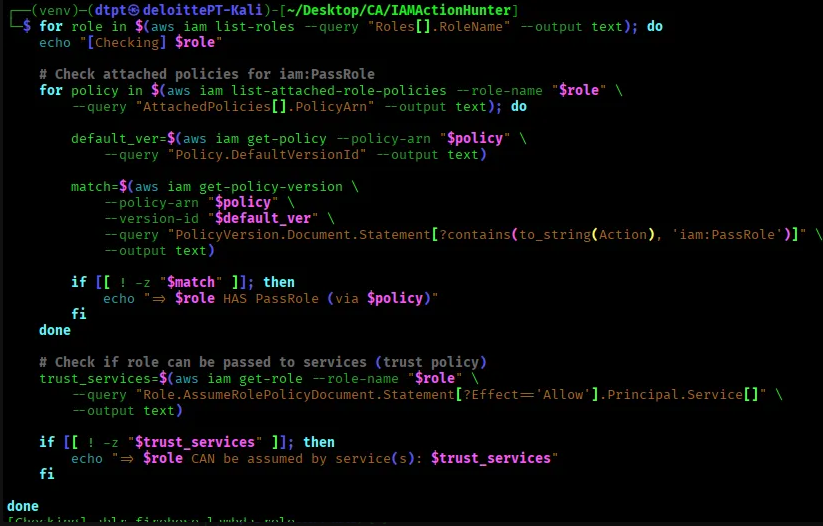 ┌──(venv)─(dtpt㉿deloittePT-Kali)-[~/Desktop/CA/IAMActionHunter]
└─$ for role in $(aws iam list-roles --query "Roles[].RoleName" --output text); do
echo "[Checking] $role"
# Check attached policies for iam:PassRole
for policy in $(aws iam list-attached-role-policies --role-name "$role" \
--query "AttachedPolicies[].PolicyArn" --output text); do
default_ver=$(aws iam get-policy --policy-arn "$policy" \
--query "Policy.DefaultVersionId" --output text)
match=$(aws iam get-policy-version \
--policy-arn "$policy" \
--version-id "$default_ver" \
--query "PolicyVersion.Document.Statement[?contains(to_string(Action), 'iam:PassRole')]" \
--output text)
if [[ ! -z "$match" ]]; then
echo "=> $role HAS PassRole (via $policy)"
fi
done
# Check if role can be passed to services (trust policy)
trust_services=$(aws iam get-role --role-name "$role" \
--query "Role.AssumeRolePolicyDocument.Statement[?Effect=='Allow'].Principal.Service[]" \
--output text)
if [[ ! -z "$trust_services" ]]; then
echo "=> $role CAN be assumed by service(s): $trust_services"
fi
done